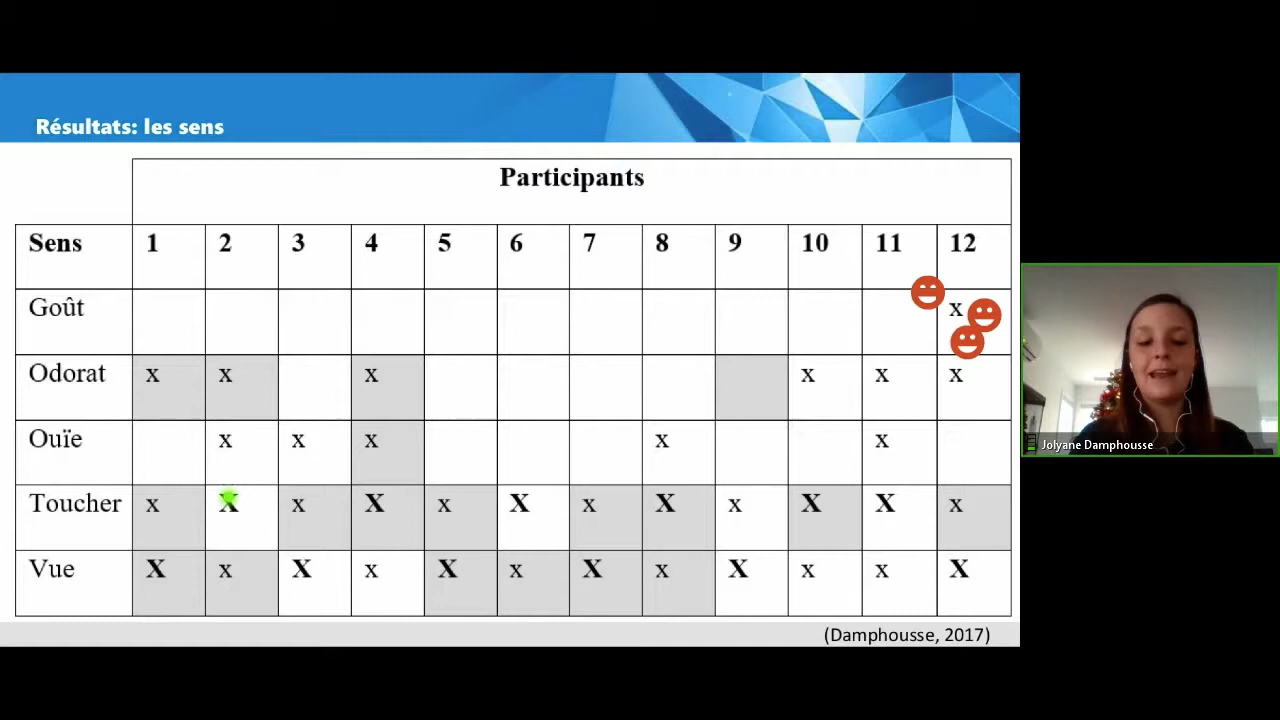 Résultats: les sens
Participants
Sens 1 2 3 4 5 6 7 8 9 10 11 12
Goût x
Odorat x x x x x x
Ouïe x x x x x
Toucher x X x X x X x X x X X x
Vue X x X x X x X x X x x X
(Damphousse, 2017)
Jolyane Damphousse